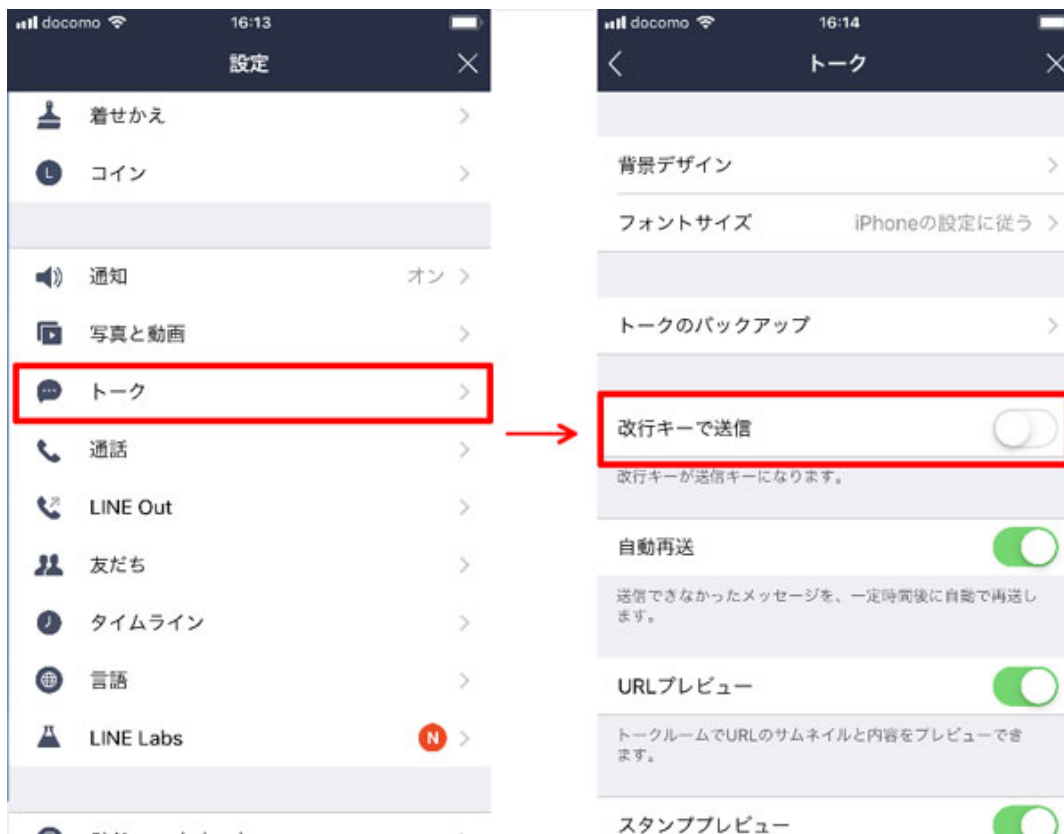 docomo 16:13
設定
着せかえ
コイン
通知 オン
写真と動画
トーク
通話
LINE Out
友だち
タイムライン
言語
LINE Labs N
docomo 16:14
トーク
背景デザイン
フォントサイズ iPhoneの設定に従う
トークのバックアップ
改行キーで送信
改行キーが送信キーになります。
自動再送
送信できなかったメッセージを、一定時間後に自動で再送し
ます。
URLプレビュー
トークルームでURLのサムネイルと内容をプレビューでき
ます。
スタンププレビュー